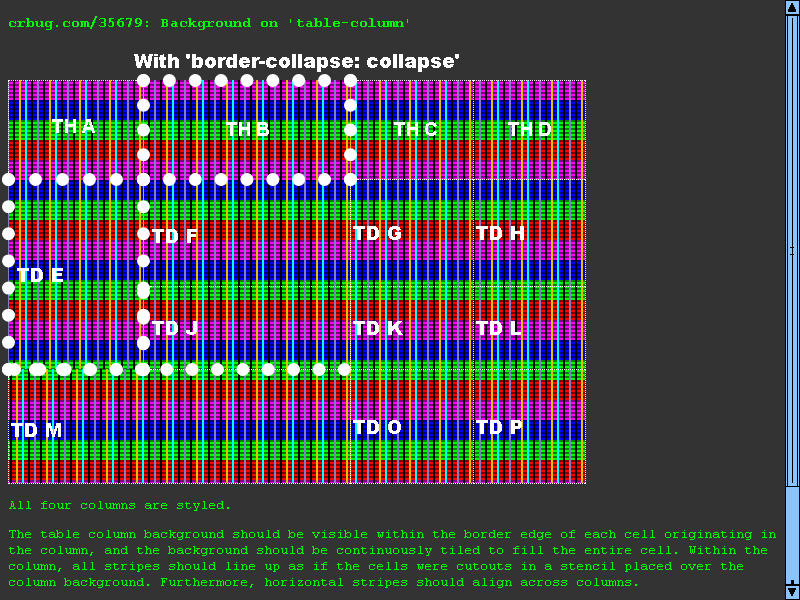 crbug.com/35679: Background on 'table-column'
With 'border-collapse: collapse'
TH A TH B TH C TH D
TD F TD G TD H
TD E
TD J TD K TD L
TD M TD O TD P
All four columns are styled.
The table column background should be visible within the border edge of each cell originating in
the column, and the background should be continuously tiled to fill the entire cell. Within the
column, all stripes should line up as if the cells were cutouts in a stencil placed over the
column background. Furthermore, horizontal stripes should align across columns.